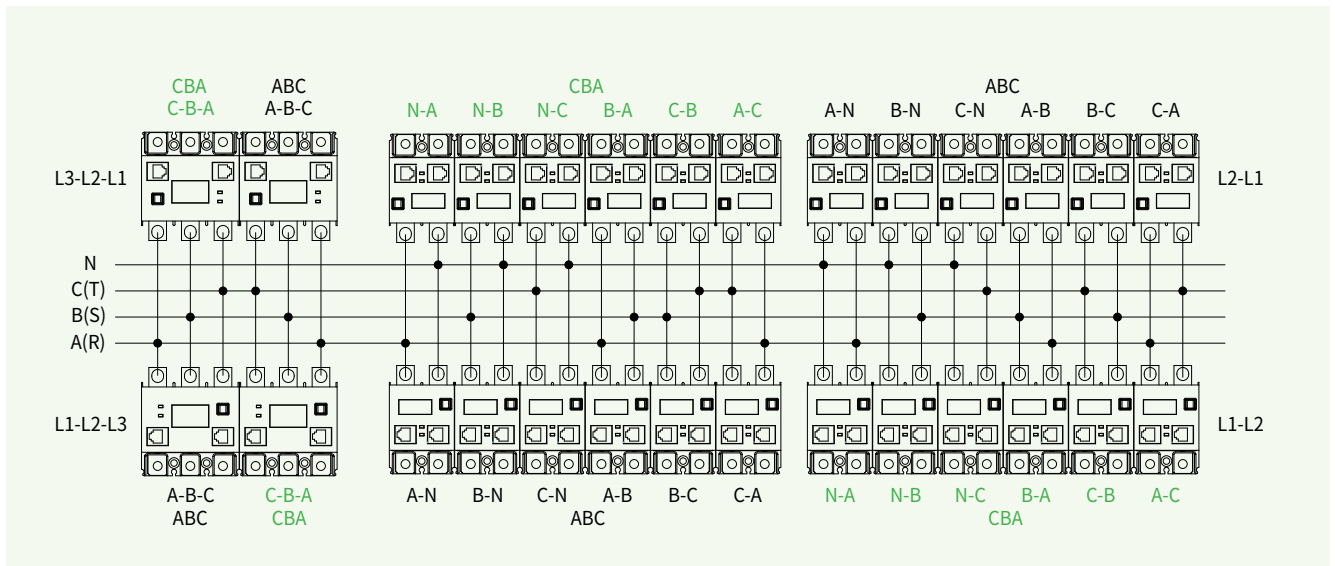 CBA ABC
C-B-A A-B-C
CBA
N-A N-B N-C B-A C-B A-C
ABC
A-N B-N C-N A-B B-C C-A
L3-L2-L1
L2-L1
N
C(T)
B(S)
A(R)
L1-L2-L3
L1-L2
A-B-C C-B-A
ABC CBA
A-N B-N C-N A-B B-C C-A
ABC
N-A N-B N-C B-A C-B A-C
CBA